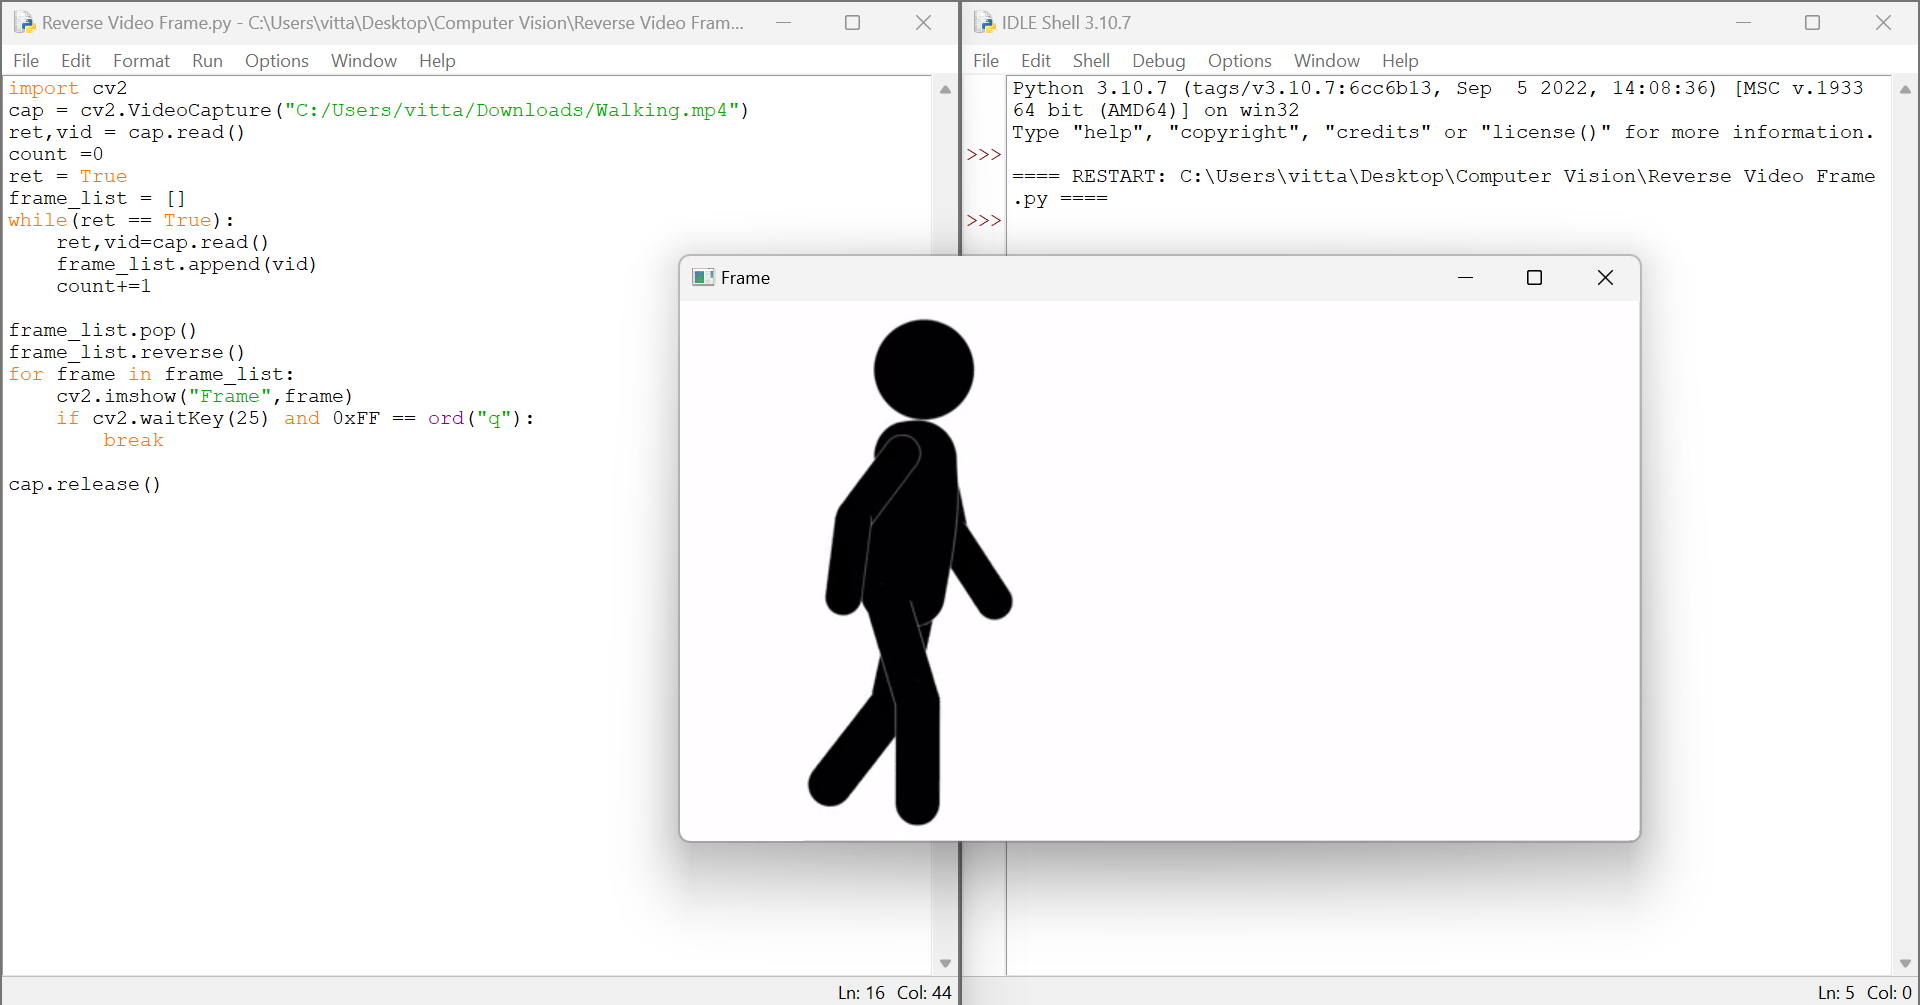 Reverse Video Frame.py - C:\Users\vitta\Desktop\Computer Vision\Reverse Video Fram...
File Edit Format Run Options Window Help
import cv2
cap = cv2.VideoCapture("C:/Users/vitta/Downloads/Walking.mp4")
ret,vid = cap.read()
count =0
ret = True
frame_list = []
while(ret == True):
    ret,vid=cap.read()
    frame_list.append(vid)
    count+=1
frame_list.pop()
frame_list.reverse()
for frame in frame_list:
    cv2.imshow("Frame",frame)
    if cv2.waitKey(25) and 0xFF == ord("q"):
        break
cap.release()
Ln: 16 Col: 44
IDLE Shell 3.10.7
File Edit Shell Debug Options Window Help
Python 3.10.7 (tags/v3.10.7:6cc6b13, Sep  5 2022, 14:08:36) [MSC v.1933
64 bit (AMD64)] on win32
Type "help", "copyright", "credits" or "license()" for more information.
>>>
==== RESTART: C:\Users\vitta\Desktop\Computer Vision\Reverse Video Frame
.py ====
>>>
Frame
Ln: 5 Col: 0